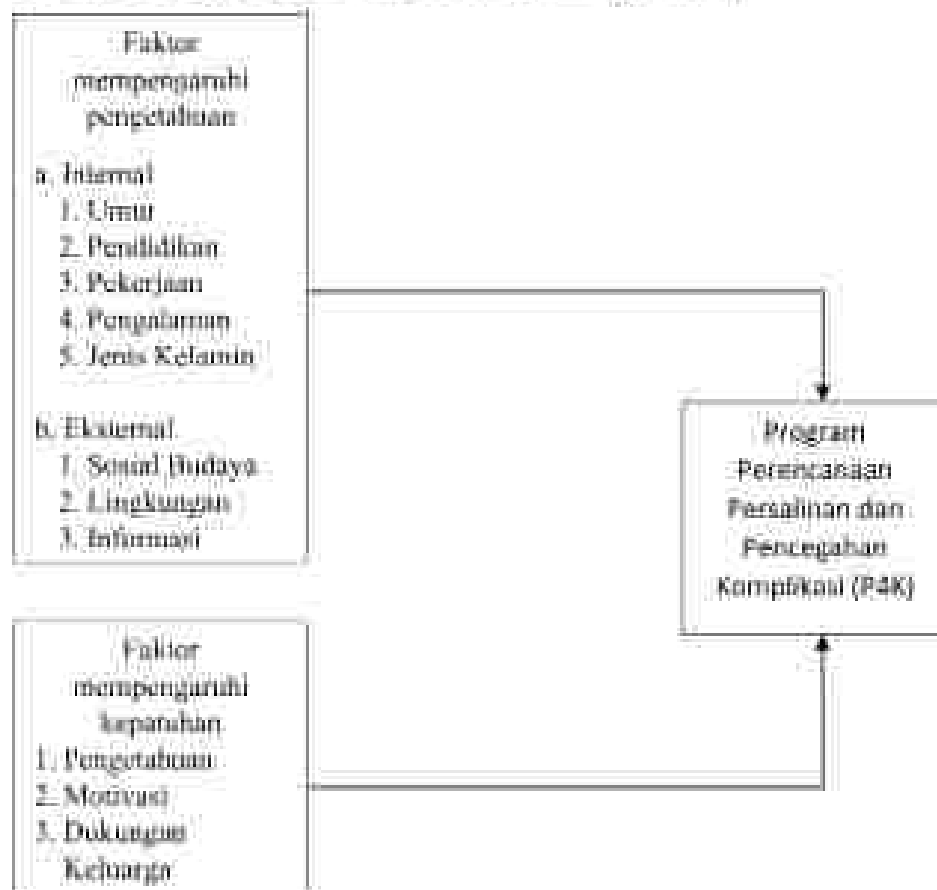 Faktor
mempengaruhi
pengetahuan
a. Internal
1. Umur
2. Pendidikan
3. Pekerjaan
4. Pengalaman
5. Jenis Kelamin
b. Eksternal
1. Sosial Budaya
2. Lingkungan
3. Informasi
Program
Perencanaan
Persalinan dan
Pencegahan
Komplikasi (P4K)
Faktor
mempengaruhi
kepatuhan
1. Pengetahuan
2. Motivasi
3. Dukungan
Keluarga